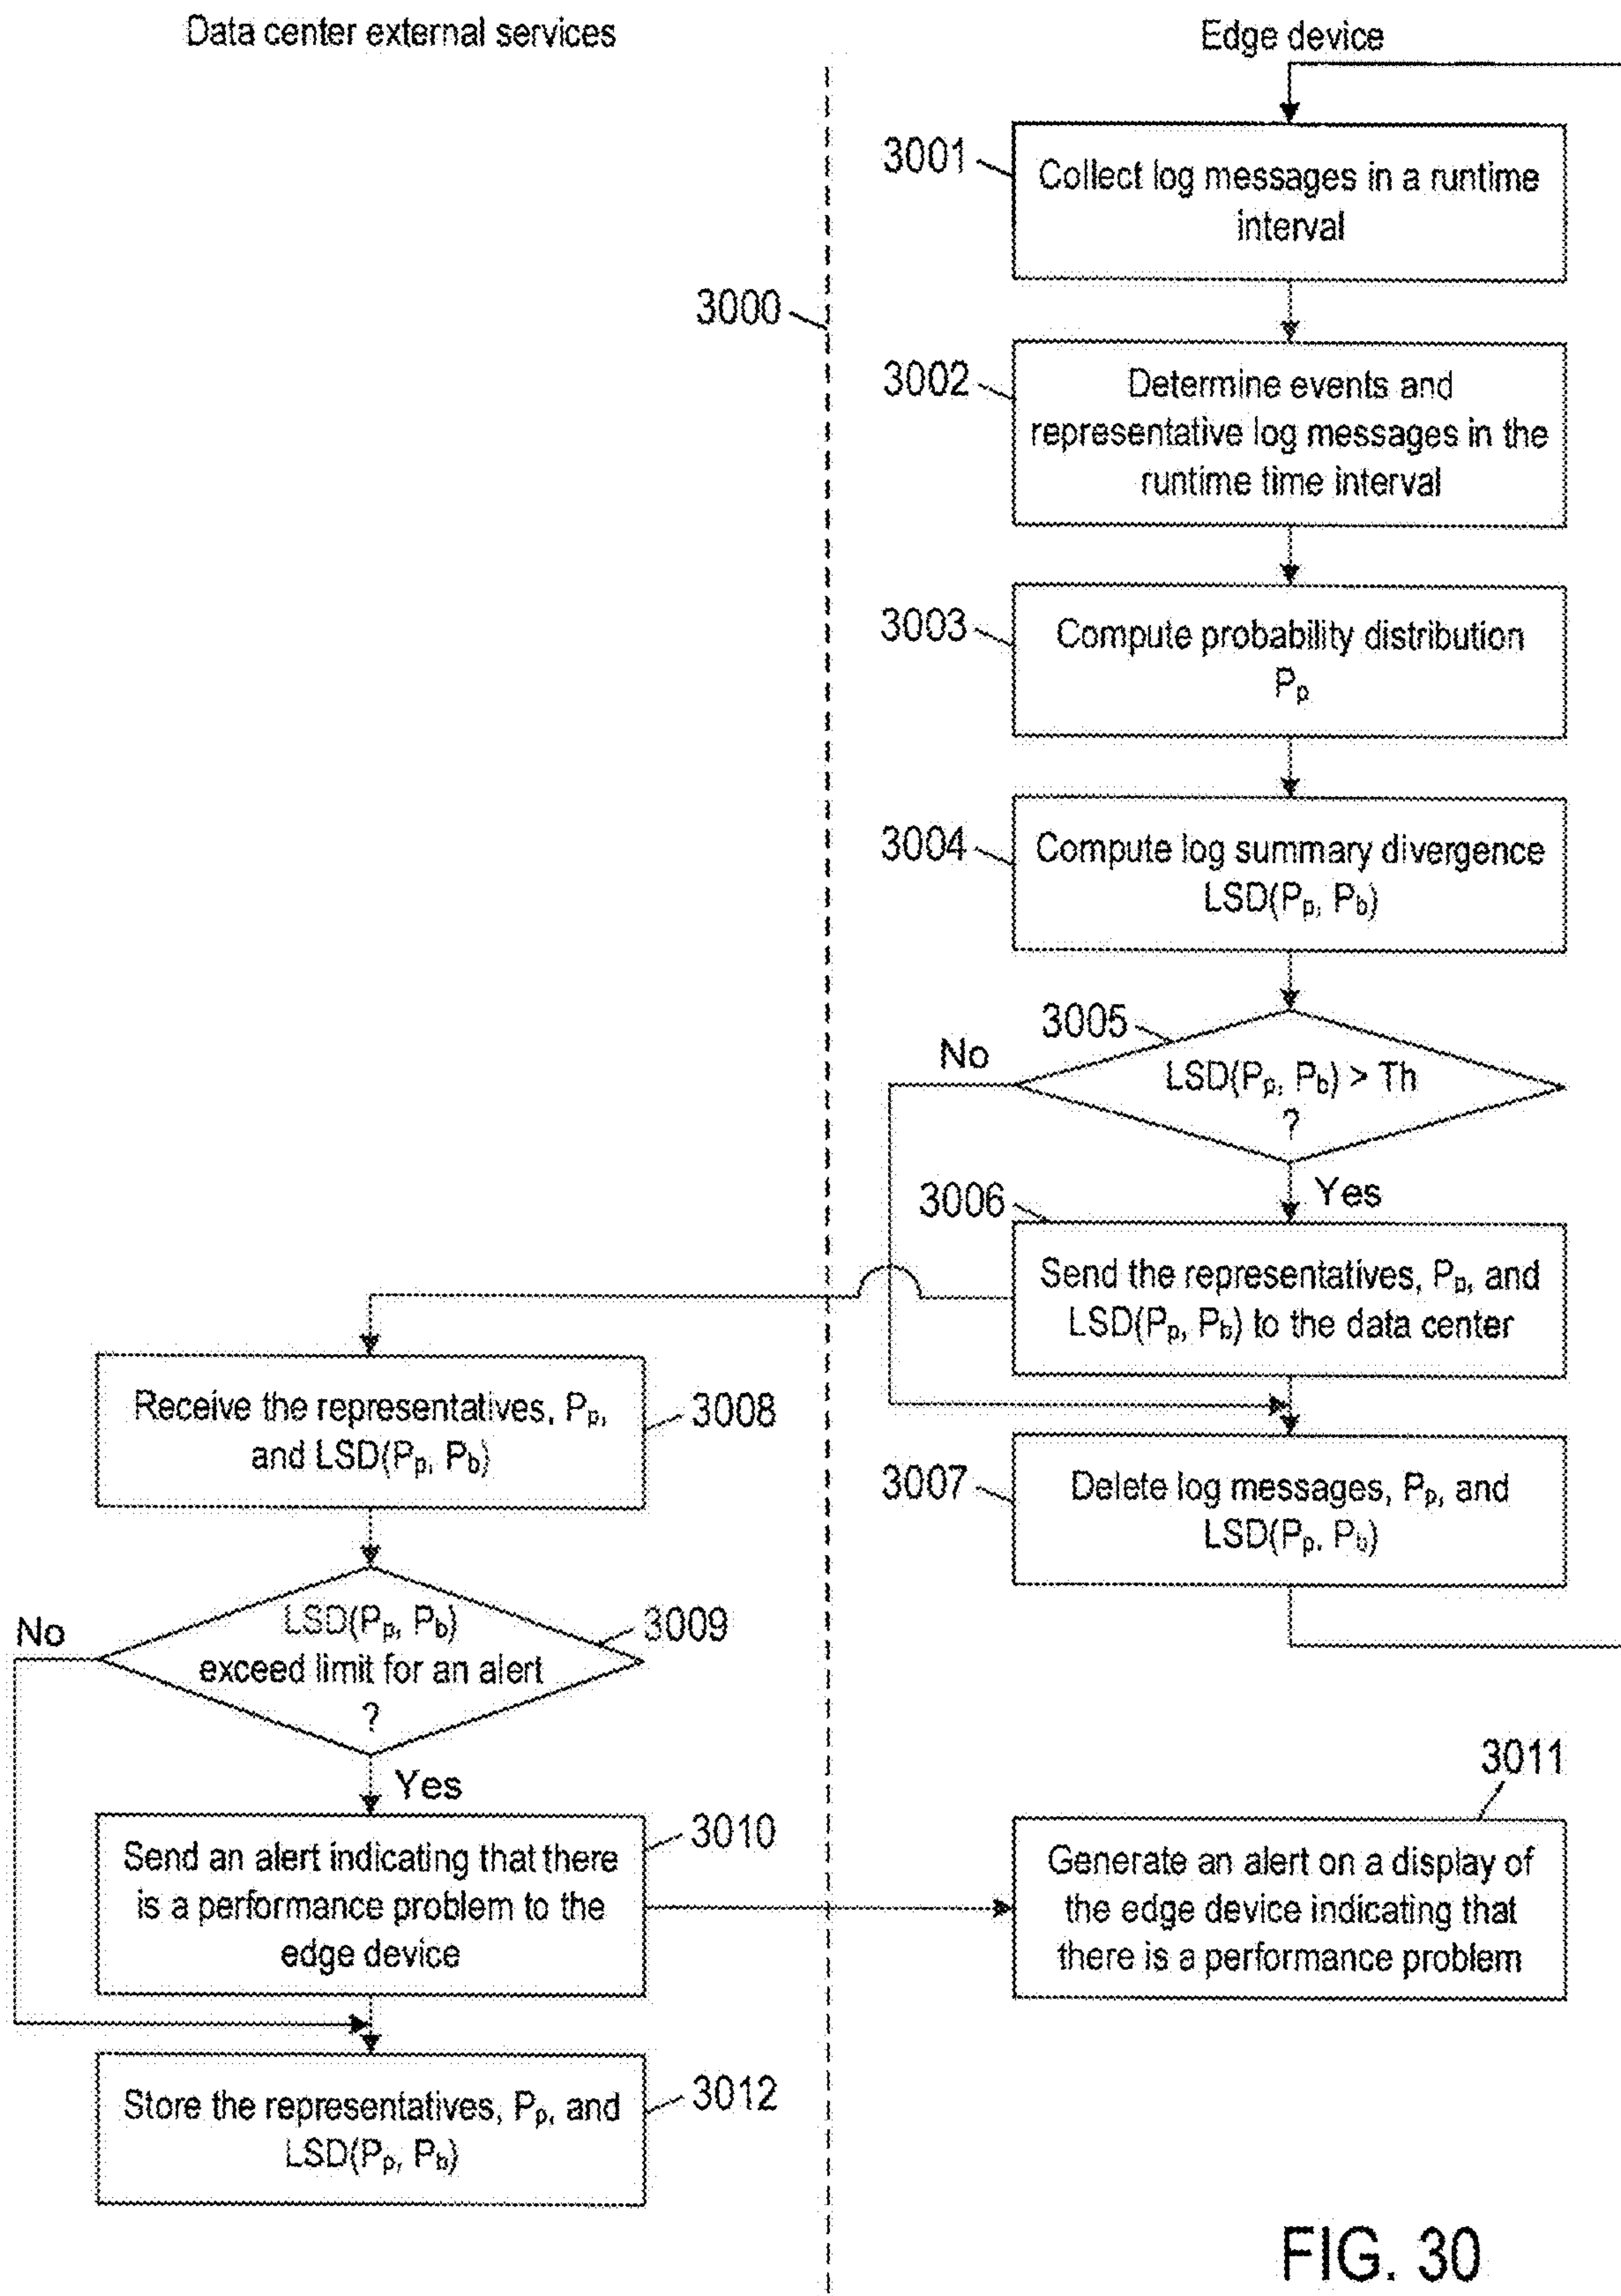 Data center external services
Edge device
3001
Collect log messages in a runtime
interval
3000
3002
Determine events and
representative log messages in the
runtime time interval
3003
Compute probability distribution
Pp
3004
Compute log summary divergence
LSD(Pp, Pb)
3005
No
LSD(Pp, Pb) > Th
?
Yes
3006
Send the representatives, Pp, and
LSD(Pp, Pb) to the data center
Receive the representatives, Pp,
and LSD(Pp, Pb)
3008
3007
Delete log messages, Pp, and
LSD(Pp, Pb)
No
LSD(Pp, Pb)
exceed limit for an alert
?
3009
Yes
3010
Send an alert indicating that there
is a performance problem to the
edge device
3011
Generate an alert on a display of
the edge device indicating that
there is a performance problem
Store the representatives, Pp, and
LSD(Pp, Pb)
3012
FIG. 30